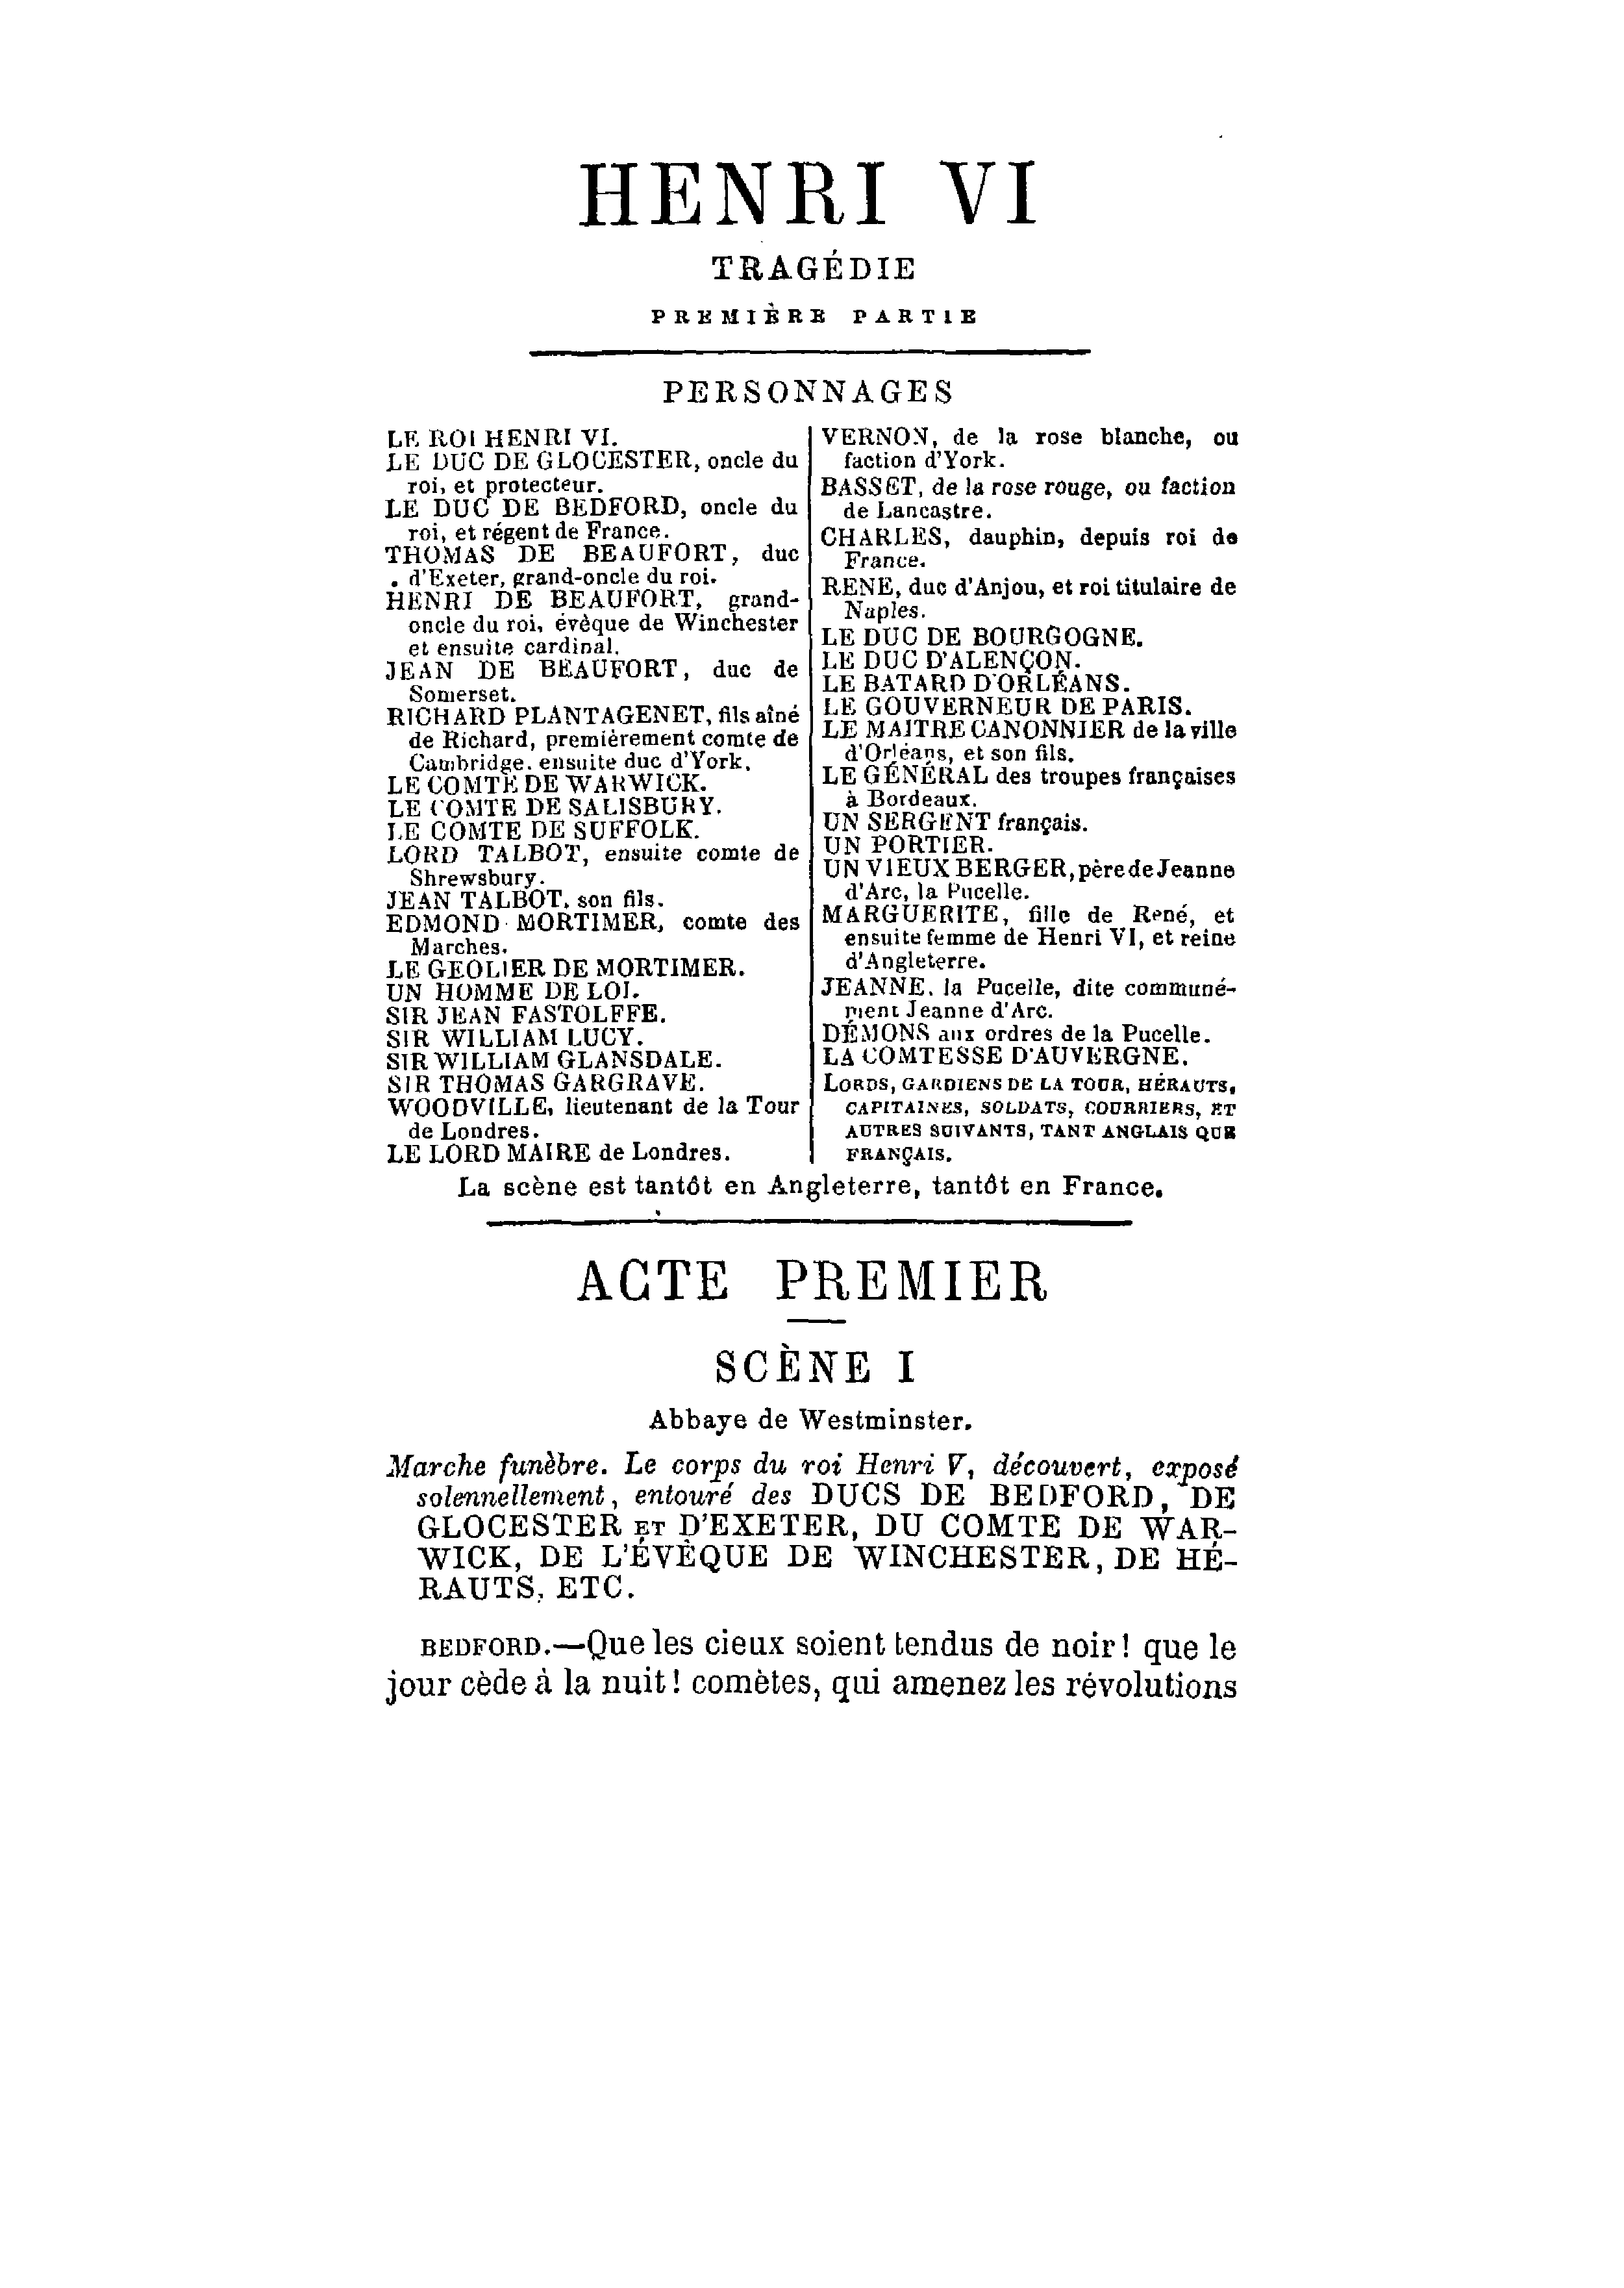 HENRI VI
TRAGÉDIE
PREMIÈRE PARTIE
PERSONNAGES
LE ROI HENRI VI.
LE DUC DE GLOCESTER, oncle du
roi, et protecteur.
LE DUC DE BEDFORD, oncle du
roi, et régent de France.
THOMAS DE BEAUFORT, duc
d'Exeter, grand-oncle du roi.
HENRI DE BEAUFORT, grand-
oncle du roi, évêque de Winchester
et ensuite cardinal.
JEAN DE BEAUFORT, duc de
Somerset.
RICHARD PLANTAGENET, fils aîné
de Richard, premièrement comte de
Cambridge, ensuite duc d'York.
LE COMTE DE WARWICK.
LE COMTE DE SALISBURY.
LE COMTE DE SUFFOLK.
LORD TALBOT, ensuite comte de
Shrewsbury.
JEAN TALBOT, son fils.
EDMOND MORTIMER, comte des
Marches.
LE GEOLIER DE MORTIMER.
UN HOMME DE LOI.
SIR JEAN FASTOLFFE.
SIR WILLIAM LUCY.
SIR WILLIAM GLANSDALE.
SIR THOMAS GARGRAVE.
WOODVILLE, lieutenant de la Tour
de Londres.
LE LORD MAIRE de Londres.
VERNON, de la rose blanche, ou
faction d'York.
BASSET, de la rose rouge, ou faction
de Lancastre.
CHARLES, dauphin, depuis roi de
France.
RENE, duc d'Anjou, et roi titulaire de
Naples.
LE DUC DE BOURGOGNE.
LE DUC D'ALENÇON.
LE BATARD D'ORLÉANS.
LE GOUVERNEUR DE PARIS.
LE MAITRE CANONNIER de la ville
d'Orléans, et son fils.
LE GÉNÉRAL des troupes françaises
à Bordeaux.
UN SERGENT français.
UN PORTIER.
UN VIEUX BERGER, père de Jeanne
d'Arc, la Pucelle.
MARGUERITE, fille de René, et
ensuite femme de Henri VI, et reine
d'Angleterre.
JEANNE, la Pucelle, dite communé-
ment Jeanne d'Arc.
DÉMONS aux ordres de la Pucelle.
LA COMTESSE D'AUVERGNE.
LORDS, GARDIENS DE LA TOUR, HÉRAUTS,
CAPITAINES, SOLDATS, COURRIERS, ET
AUTRES SUIVANTS, TANT ANGLAIS QUE
FRANÇAIS.
La scène est tantôt en Angleterre, tantôt en France.
ACTE PREMIER
SCÈNE I
Abbaye de Westminster.
Marche funèbre. Le corps du roi Henri V, découvert, exposé
solennellement, entouré des DUCS DE BEDFORD, DE
GLOCESTER ET D'EXETER, DU COMTE DE WAR-
WICK, DE L'ÉVÊQUE DE WINCHESTER, DE HÉ-
RAUTS, ETC.
BEDFORD.—Que les cieux soient tendus de noir! que le
jour cède à la nuit! comètes, qui amenez les révolutions